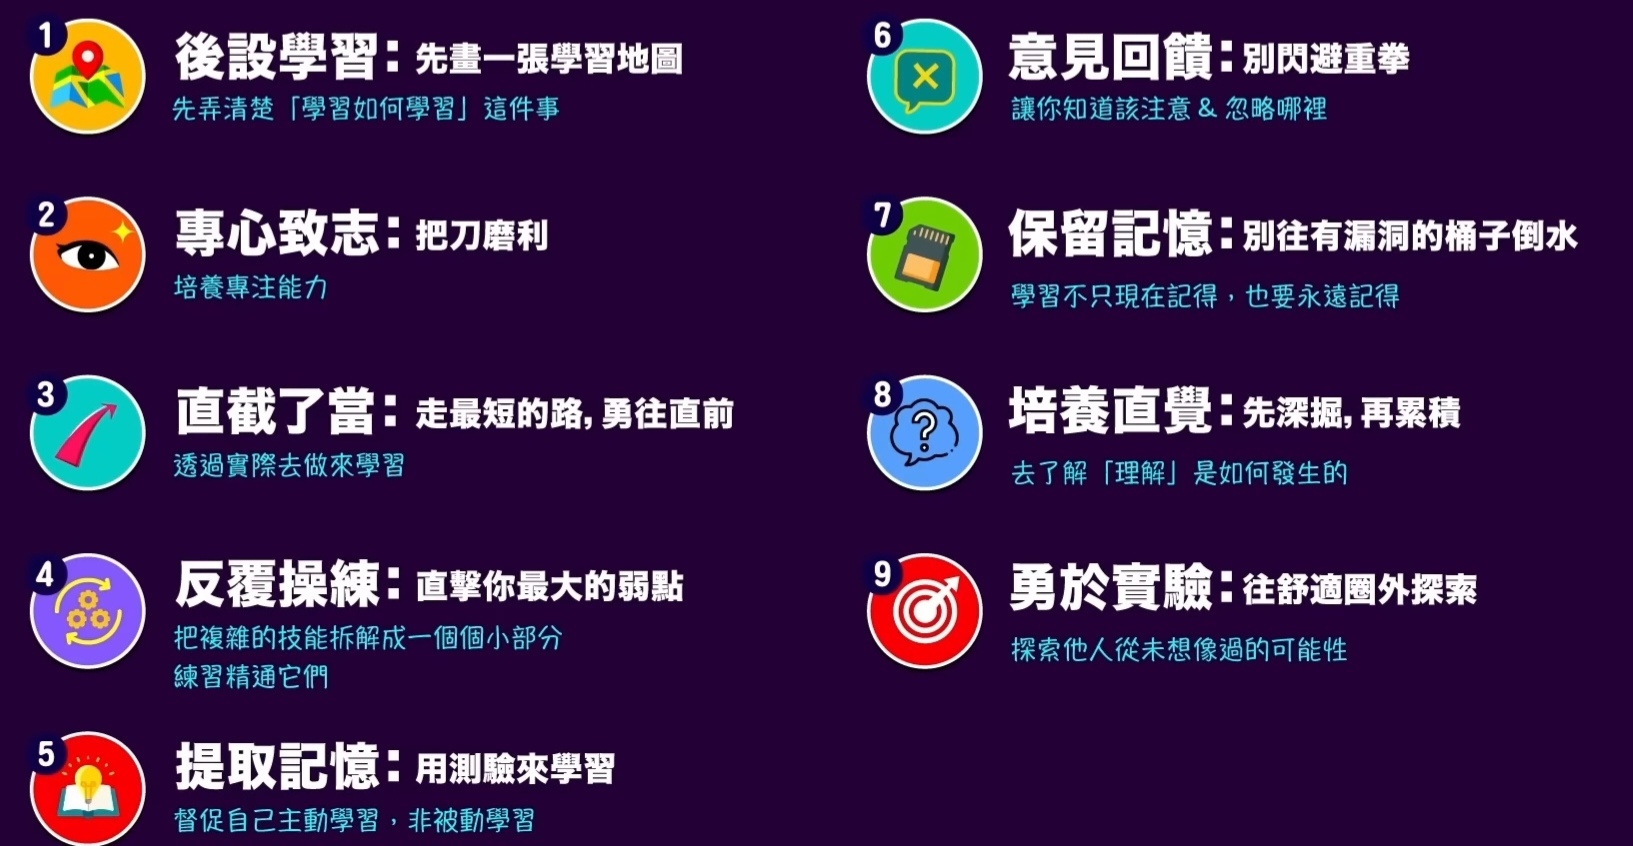 1
後設學習：先畫一張學習地圖
先弄清楚「學習如何學習」這件事
2
專心致志：把刀磨利
培養專注能力
3
直截了當：走最短的路,勇往直前
透過實際去做來學習
4
反覆操練：直擊你最大的弱點
把複雜的技能拆解成一個個小部分
練習精通它們
5
提取記憶：用測驗來學習
督促自己主動學習，非被動學習
6
意見回饋：別閃避重拳
讓你知道該注意 & 忽略哪裡
7
保留記憶：別往有漏洞的桶子倒水
學習不只現在記得，也要永遠記得
8
培養直覺：先深掘,再累積
去了解「理解」是如何發生的
9
勇於實驗：往舒適圈外探索
探索他人從未想像過的可能性